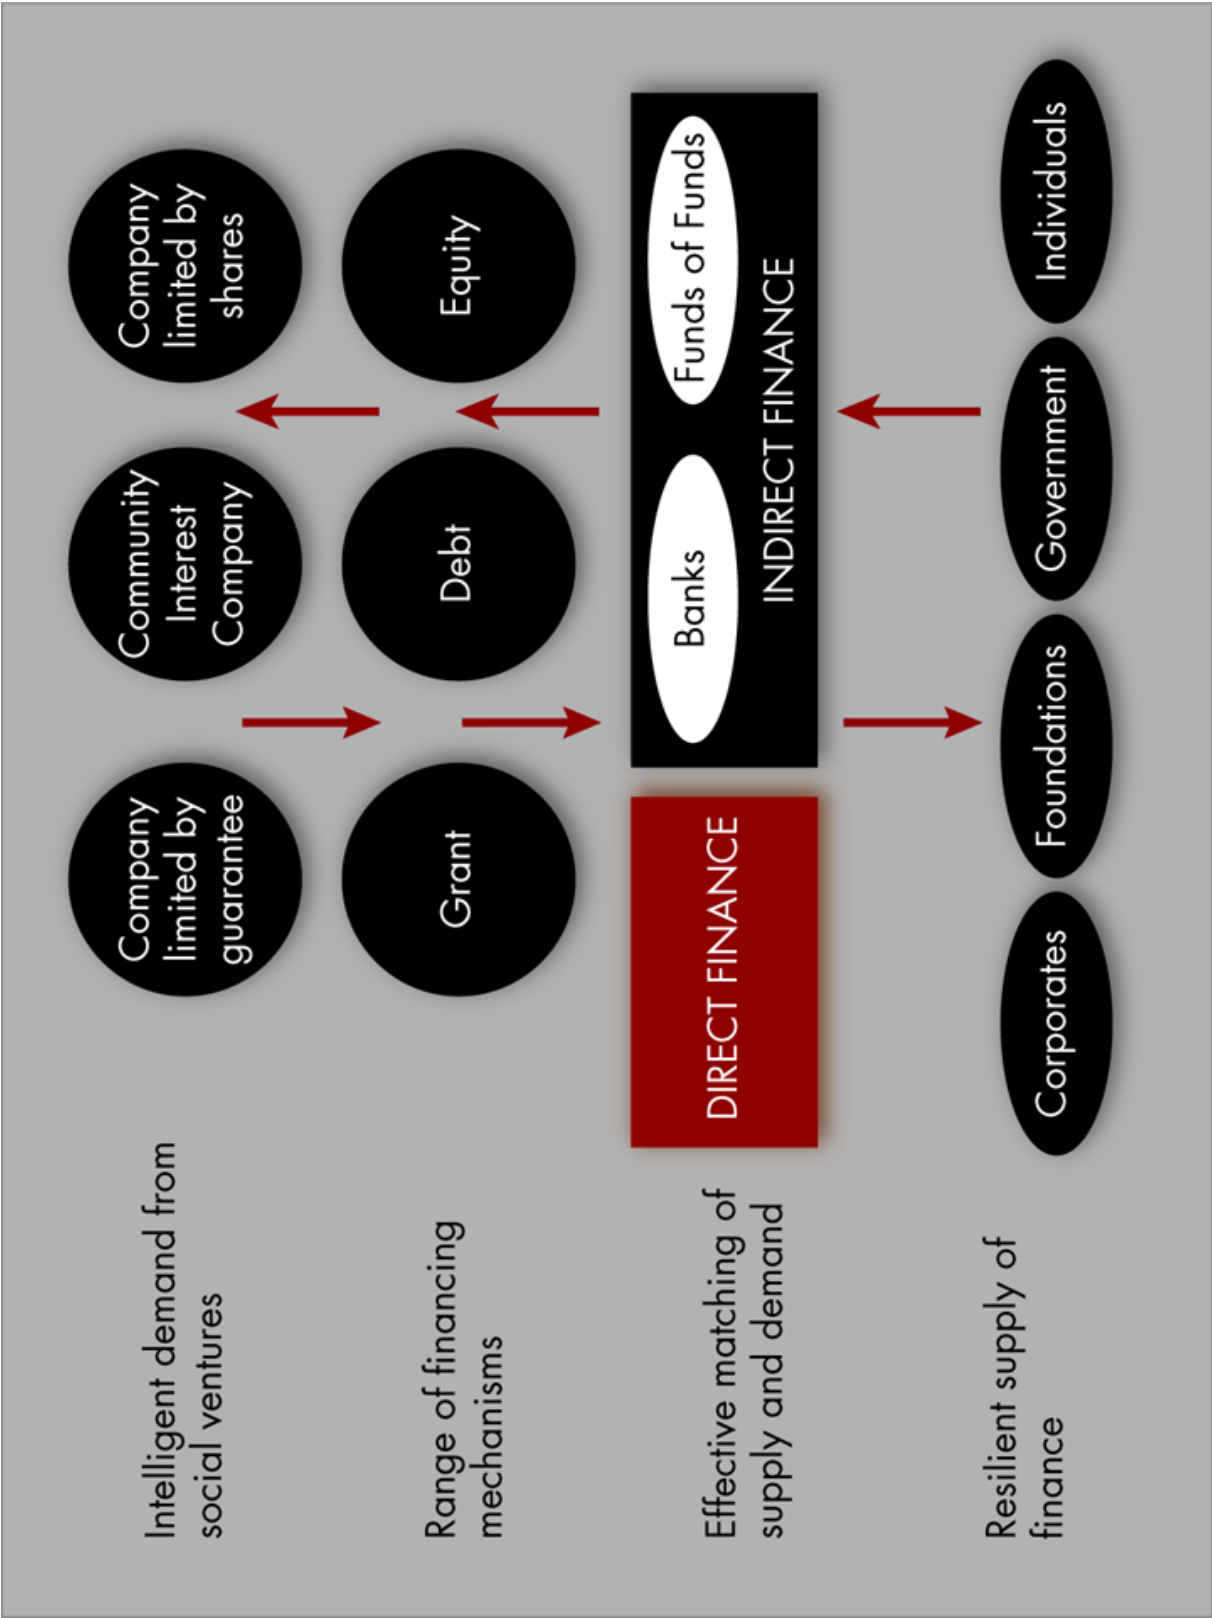 Intelligent demand from
social ventures
Company
limited by
guarantee
Community
Interest
Company
Company
limited by
shares
Range of financing
mechanisms
Grant
Debt
Equity
Effective matching of
supply and demand
DIRECT FINANCE
Banks
Funds of Funds
INDIRECT FINANCE
Resilient supply of
finance
Corporates
Foundations
Government
Individuals